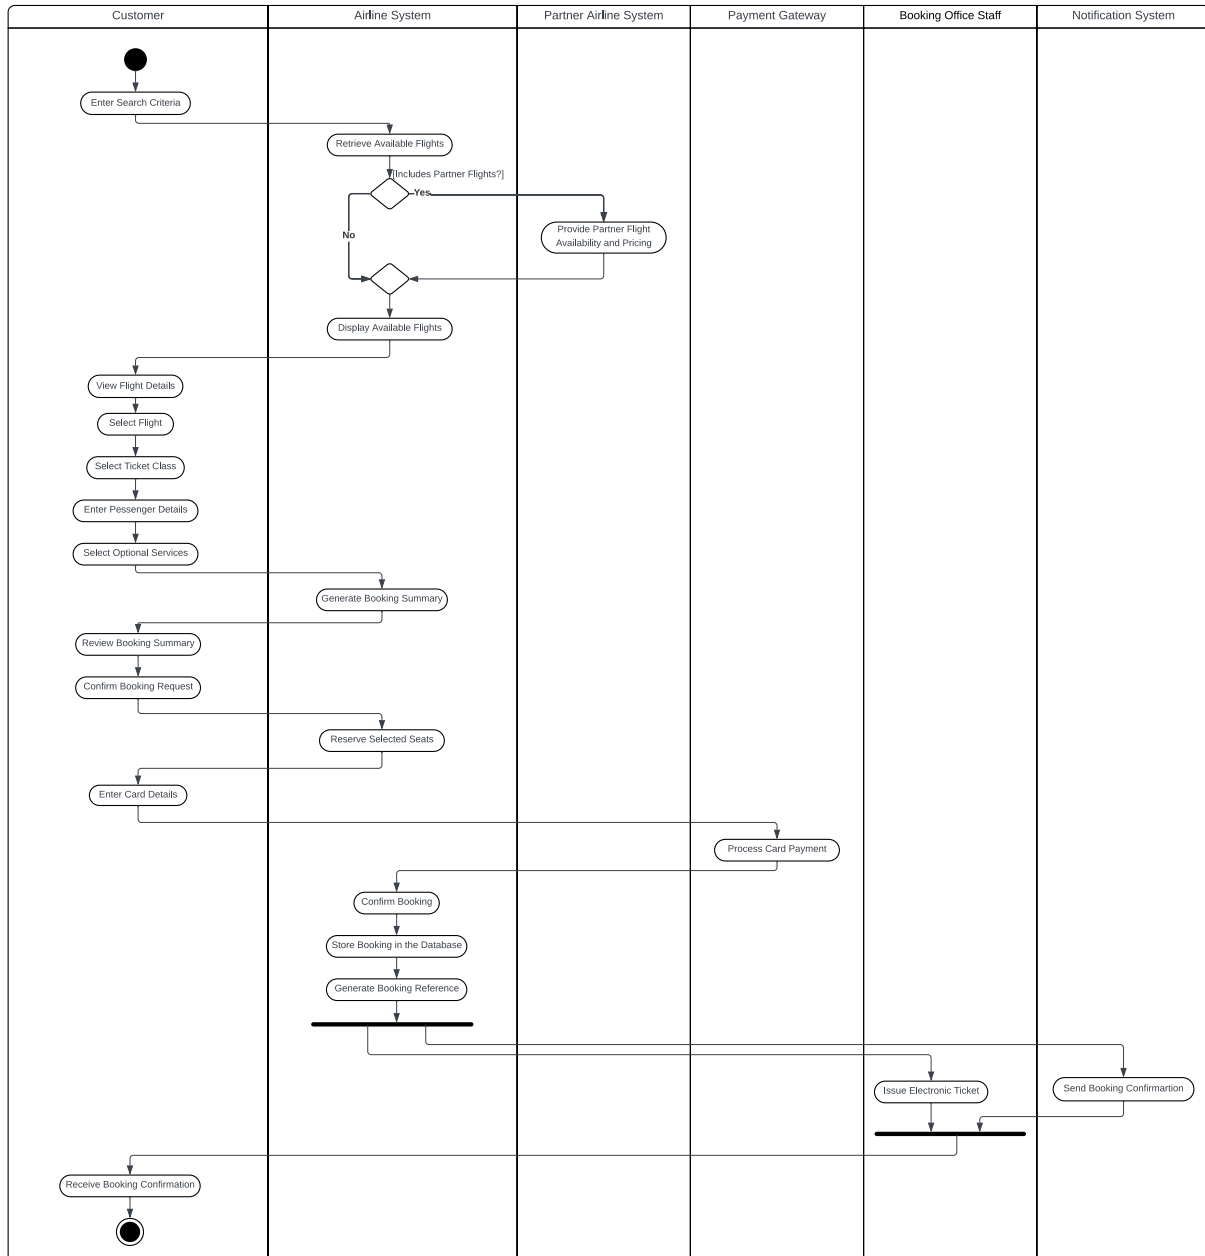 Customer
Airline System
Partner Airline System
Payment Gateway
Booking Office Staff
Notification System
Enter Search Criteria
Retrieve Available Flights
[Includes Partner Flights?]
Yes
No
Provide Partner Flight
Availability and Pricing
Display Available Flights
View Flight Details
Select Flight
Select Ticket Class
Enter Pessenger Details
Select Optional Services
Generate Booking Summary
Review Booking Summary
Confirm Booking Request
Reserve Selected Seats
Enter Card Details
Process Card Payment
Confirm Booking
Store Booking in the Database
Generate Booking Reference
Issue Electronic Ticket
Send Booking Confirmartion
Receive Booking Confirmation